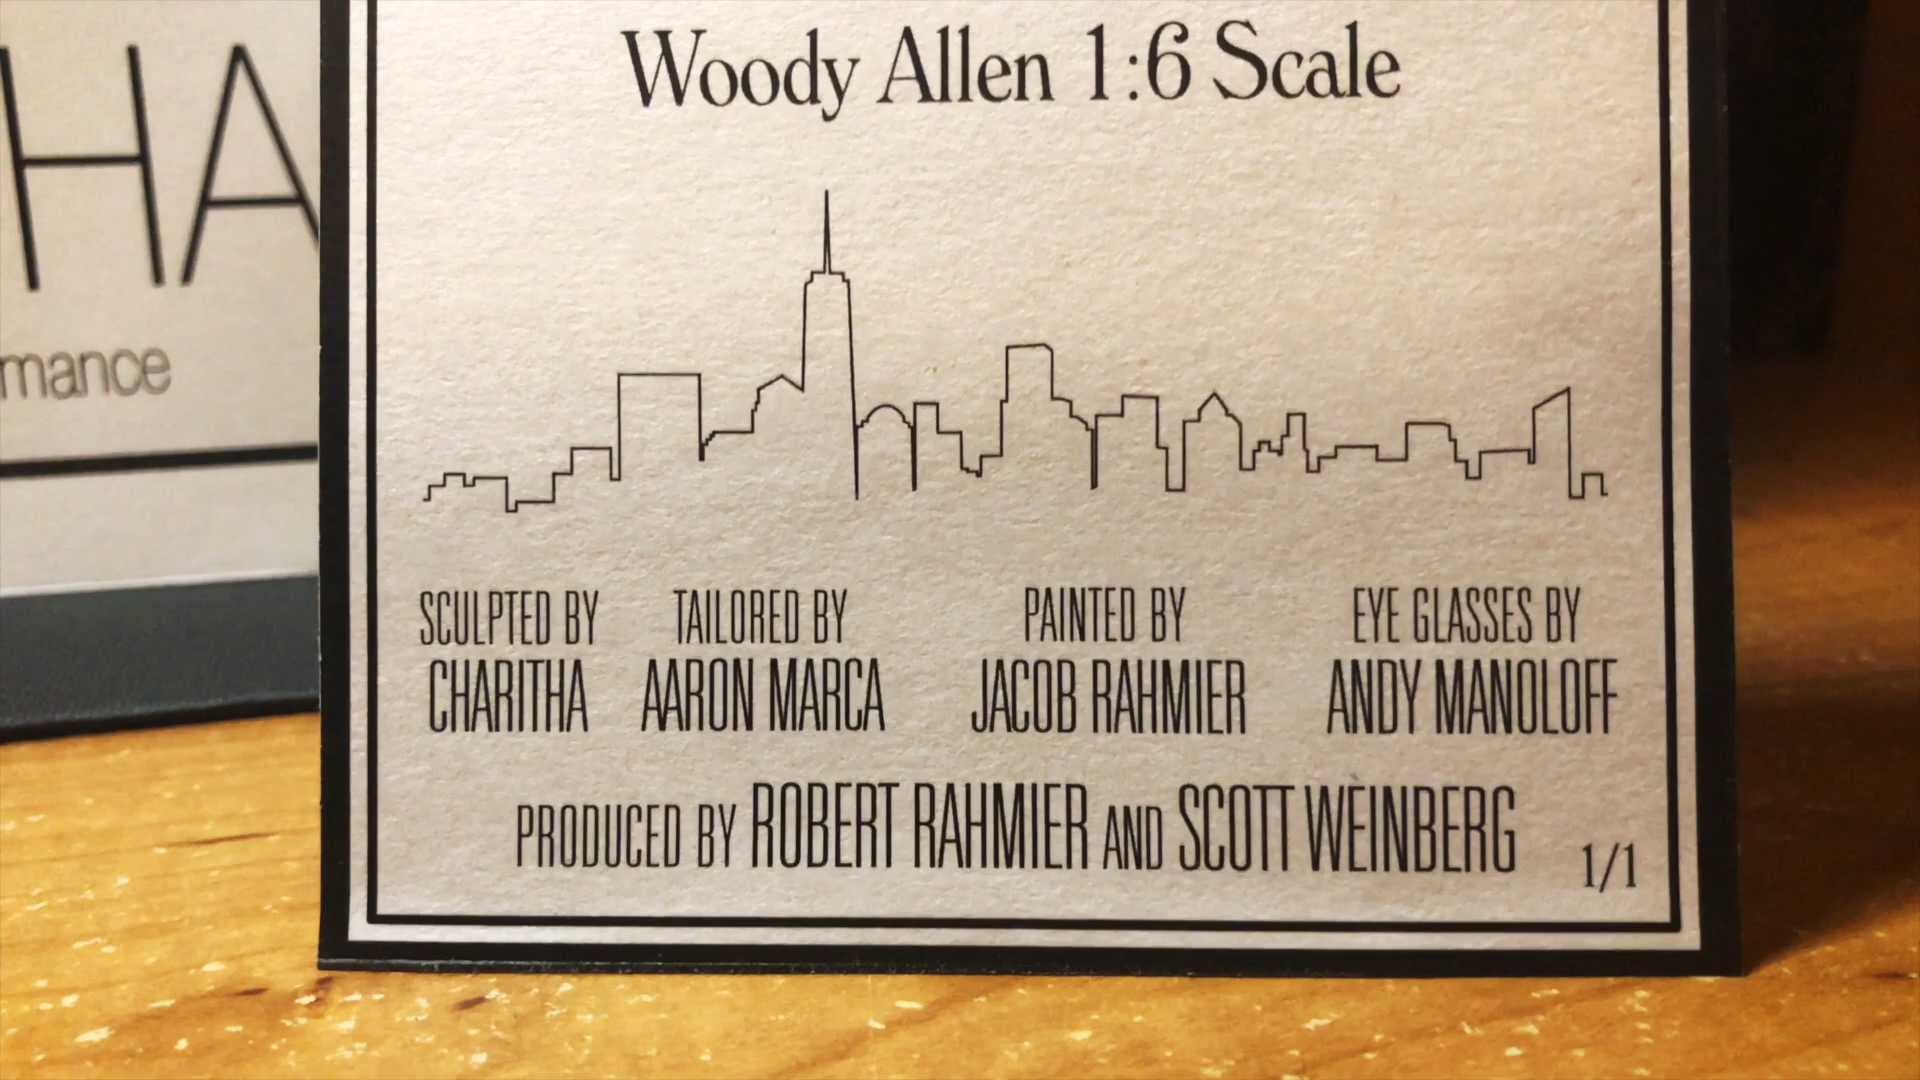 HA
mance
Woody Allen 1:6 Scale
SCULPTED BY
CHARITHA
TAILORED BY
AARON MARCA
PAINTED BY
JACOB RAHMIER
EYE GLASSES BY
ANDY MANOLOFF
PRODUCED BY ROBERT RAHMIER AND SCOTT WEINBERG
1/1